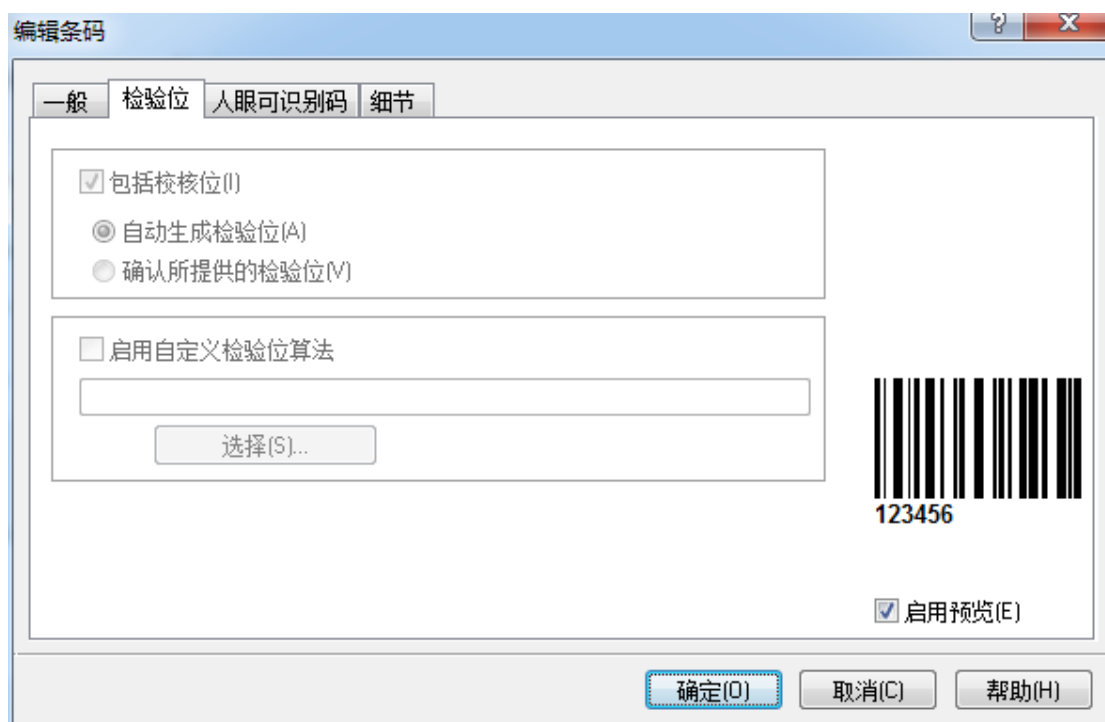 编辑条码
?
x
一般 检验位 人眼可识别码 细节
包括校核位(I)
自动生成检验位(A)
确认所提供的检验位(V)
启用自定义检验位算法
选择(S)...
123456
启用预览(E)
确定(O) 取消(C) 帮助(H)